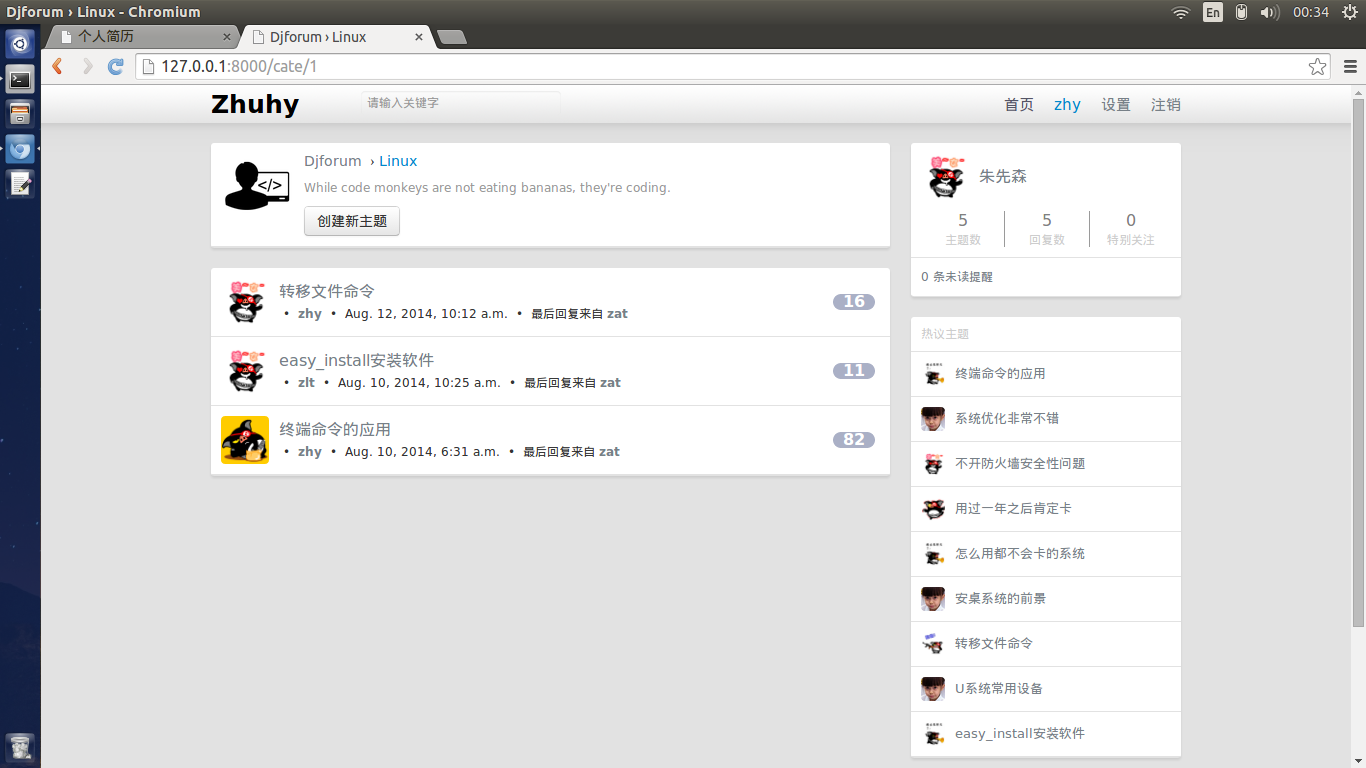 Djforum › Linux - Chromium
En
00:34
个人简历
Djforum › Linux
127.0.0.1:8000/cate/1
Zhuhy
请输入关键字
首页 zhy 设置 注销
Djforum › Linux
While code monkeys are not eating bananas, they're coding.
创建新主题
转移文件命令
• zhy • Aug. 12, 2014, 10:12 a.m. • 最后回复来自 zat
16
easy_install安装软件
• zlt • Aug. 10, 2014, 10:25 a.m. • 最后回复来自 zat
11
终端命令的应用
• zhy • Aug. 10, 2014, 6:31 a.m. • 最后回复来自 zat
82
朱先森
5 5 0
主题数 回复数 特别关注
0 条未读提醒
热议主题
终端命令的应用
系统优化非常不错
不开防火墙安全性问题
用过一年之后肯定卡
怎么用都不会卡的系统
安桌系统的前景
转移文件命令
U系统常用设备
easy_install安装软件